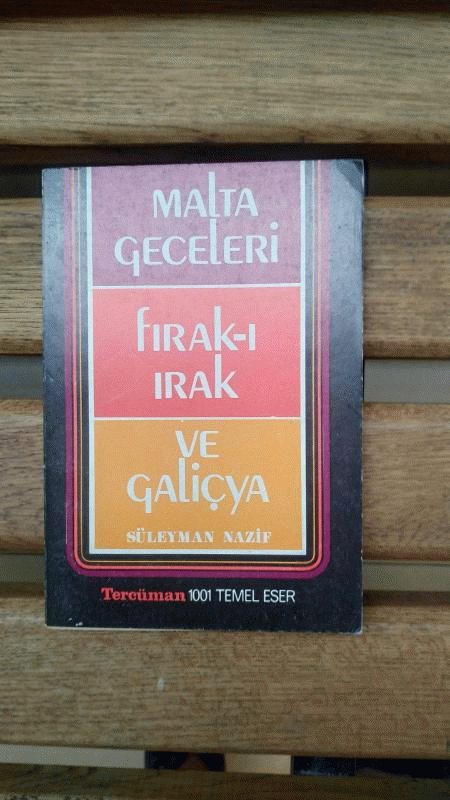 MALTA
GECELERİ
FIRAK-I
IRAK
VE
GALİÇYA
SÜLEYMAN NAZİF
Tercüman 1001 TEMEL ESER